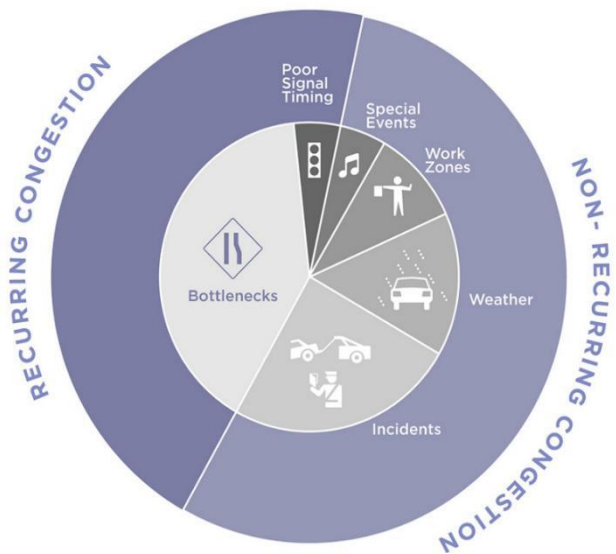 RECURRING CONGESTION
Poor
Signal
Timing
Special
Events
Work
Zones
Weather
Incidents
Bottlenecks
NON- RECURRING CONGESTION